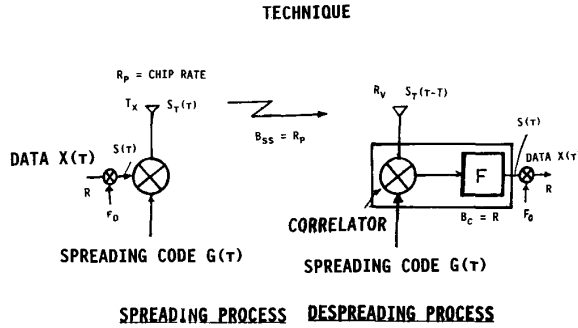 TECHNIQUE
R_P = CHIP RATE
T_X S_T(T)
B_SS = R_P
R_V S_T(T-T)
S(T)
DATA X(T)
S(T)
R
F_0
F
DATA X(T
R
F_0
B_C = R
CORRELATOR
SPREADING CODE G(T)
SPREADING CODE G(T)
SPREADING PROCESS
DESPREADING PROCESS